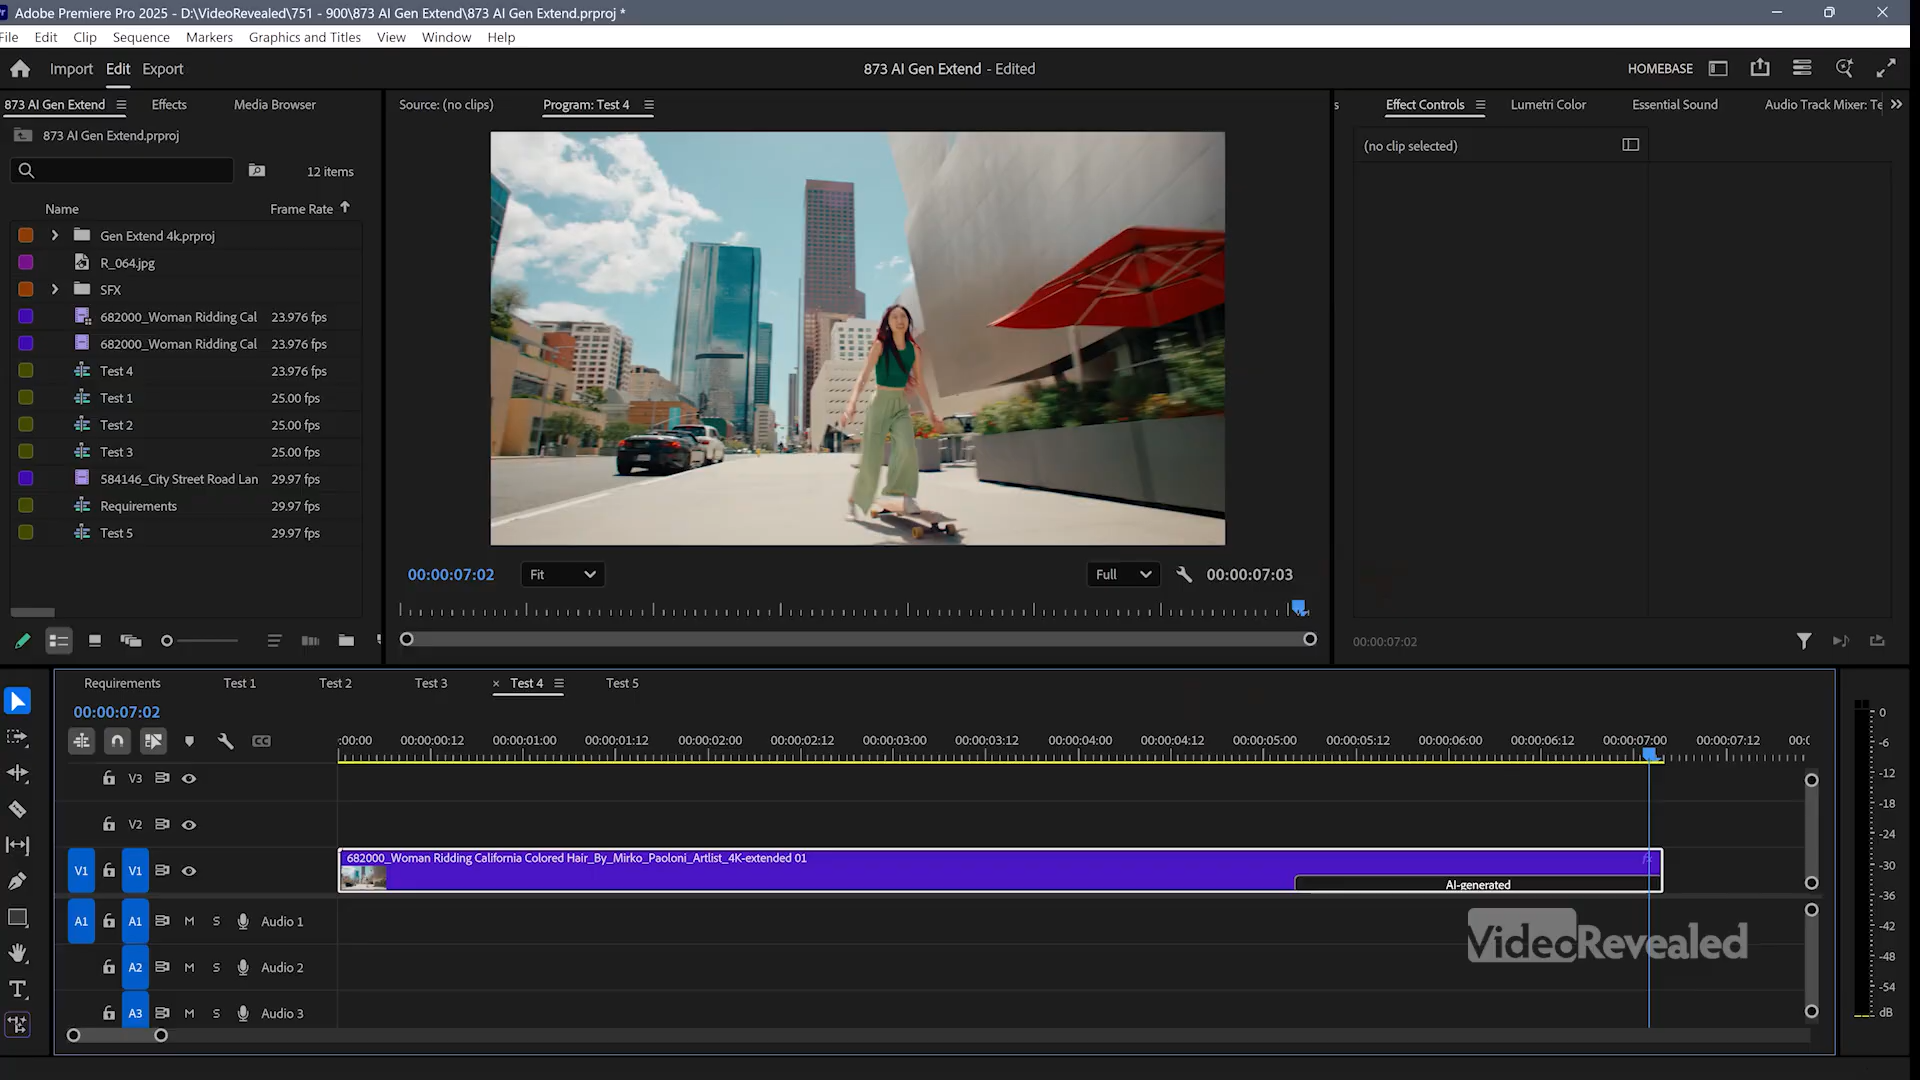 Adobe Premiere Pro 2025 - D:\VideoRevealed\751 - 900\873 AI Gen Extend\873 AI Gen Extend.prproj *
File Edit Clip Sequence Markers Graphics and Titles View Window Help
Import Edit Export
873 AI Gen Extend - Edited
HOMEBASE
873 AI Gen Extend Effects Media Browser
873 AI Gen Extend.prproj
12 items
Name Frame Rate
Gen Extend 4k.prproj
R_064.jpg
SFX
682000_Woman Ridding Cal 23.976 fps
682000_Woman Ridding Cal 23.976 fps
Test 4 23.976 fps
Test 1 25.00 fps
Test 2 25.00 fps
Test 3 25.00 fps
584146_City Street Road Lan 29.97 fps
Requirements 29.97 fps
Test 5 29.97 fps
Source: (no clips) Program: Test 4
00:00:07:02 Fit Full 00:00:07:03
s Effect Controls Lumetri Color Essential Sound Audio Track Mixer: Te
(no clip selected)
00:00:07:02
Requirements Test 1 Test 2 Test 3 × Test 4 Test 5
00:00:07:02
CC
:00:00 00:00:00:12 00:00:01:00 00:00:01:12 00:00:02:00 00:00:02:12 00:00:03:00 00:00:03:12 00:00:04:00 00:00:04:12 00:00:05:00 00:00:05:12 00:00:06:00 00:00:06:12 00:00:07:00 00:00:07:12 00:0
V3
V2
V1 V1
682000_Woman Ridding California Colored Hair_By_Mirko_Paoloni_Artlist_4K-extended 01
fx
AI-generated
A1 A1 M S Audio 1
A2 M S Audio 2
A3 M S Audio 3
VideoRevealed
0
-6
-12
-18
-24
-30
-36
-42
-48
-54
dB